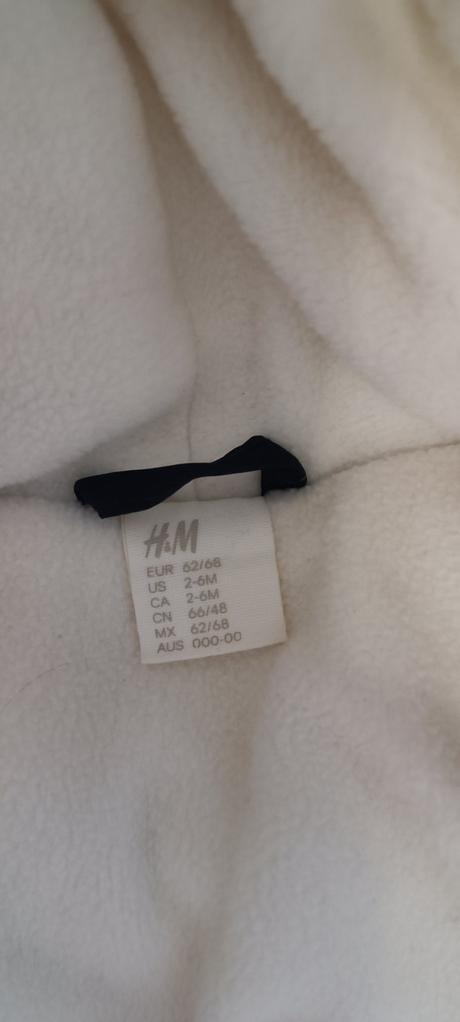 H&M
EUR 62/68
US 2-6M
CA 2-6M
CN 66/48
MX 62/68
AUS 000-00